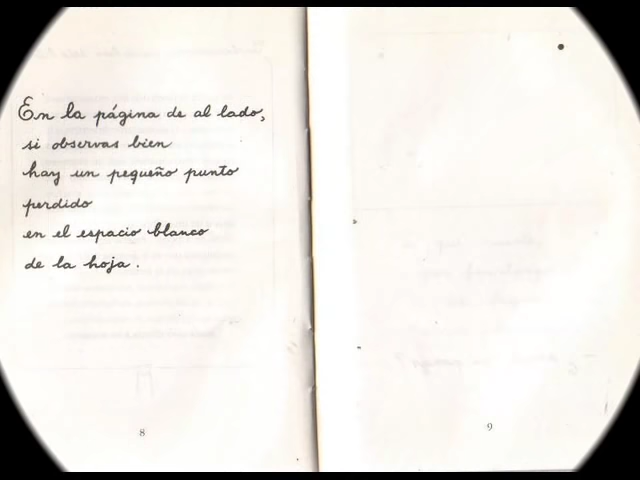 En la página de al lado,
si observas bien
hay un pequeño punto
perdido
en el espacio blanco
de la hoja.
8
9